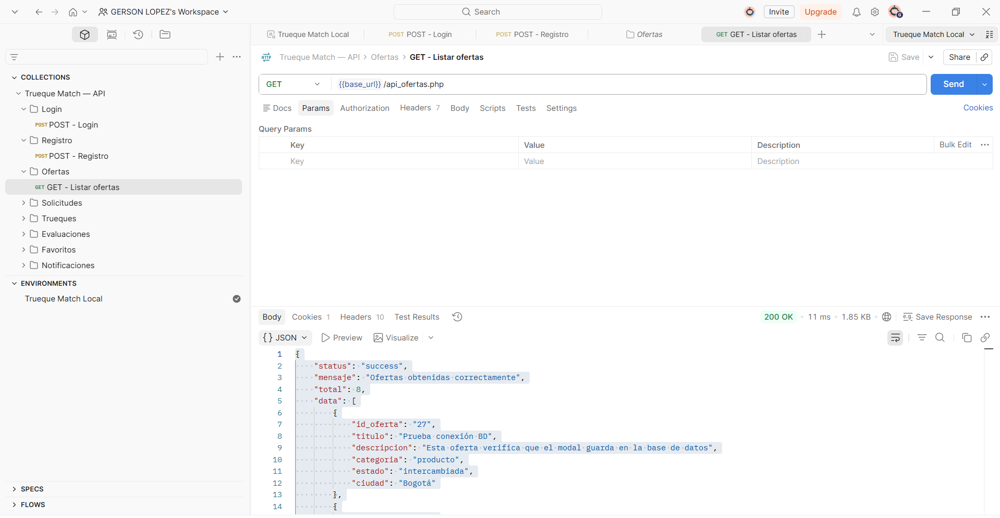 GERSON LOPEZ's Workspace
Search
Invite
Upgrade
Trueque Match Local
POST POST - Login
POST POST - Registro
Ofertas
GET GET - Listar ofertas
Trueque Match Local
COLLECTIONS
Trueque Match — API
Login
POST POST - Login
Registro
POST POST - Registro
Ofertas
GET GET - Listar ofertas
Solicitudes
Trueques
Evaluaciones
Favoritos
Notificaciones
ENVIRONMENTS
Trueque Match Local
SPECS
FLOWS
HTTP Trueque Match — API > Ofertas > GET - Listar ofertas
Save
Share
GET {{base_url}} /api_ofertas.php
Send
Docs Params Authorization Headers 7 Body Scripts Tests Settings
Cookies
Query Params
Key Value Description Bulk Edit
Key Value Description
Body Cookies 1 Headers 10 Test Results
200 OK • 11 ms • 1.85 KB
e.g. Save Response
{} JSON Preview Visualize
1 {
2 "status": "success",
3 "mensaje": "Ofertas obtenidas correctamente",
4 "total": 8,
5 "data": [
6 {
7 "id_oferta": "27",
8 "titulo": "Prueba conexión BD",
9 "descripcion": "Esta oferta verifica que el modal guarda en la base de datos",
10 "categoria": "producto",
11 "estado": "intercambiada",
12 "ciudad": "Bogotá"
13 },
14 {